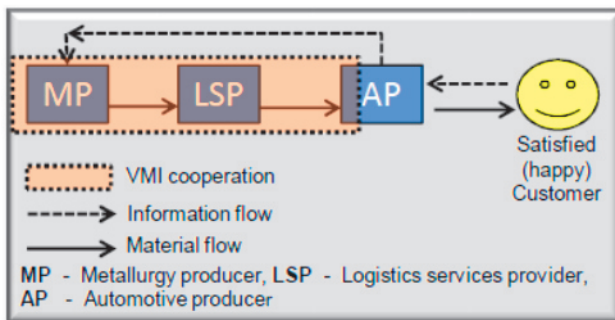 MP LSP AP
Satisfied
(happy)
Customer
VMI cooperation
Information flow
Material flow
MP - Metallurgy producer, LSP - Logistics services provider,
AP - Automotive producer